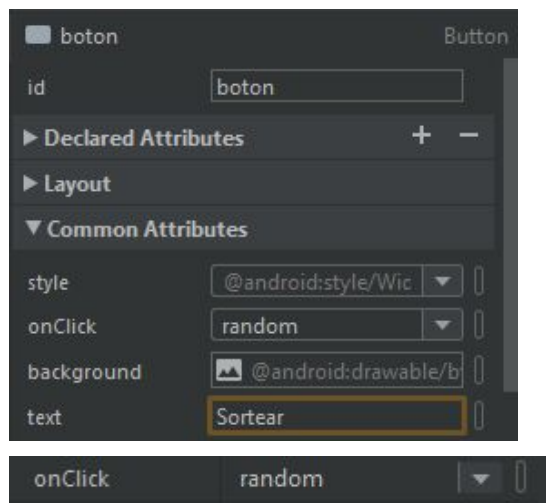 boton Button
id boton
Declared Attributes + −
Layout
Common Attributes
style @android:style/Wic
onClick random
background @android:drawable/b
text Sortear
onClick random